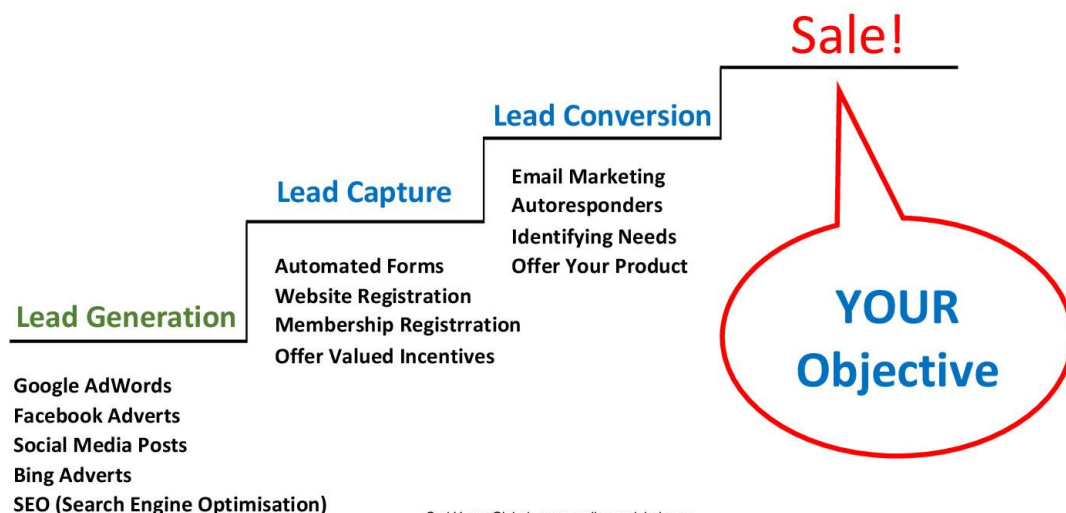 Sale!
Lead Conversion
Email Marketing
Autoresponders
Identifying Needs
Offer Your Product
Lead Capture
Automated Forms
Website Registration
Membership Registrration
Offer Valued Incentives
Lead Generation
Google AdWords
Facebook Adverts
Social Media Posts
Bing Adverts
SEO (Search Engine Optimisation)
YOUR
Objective